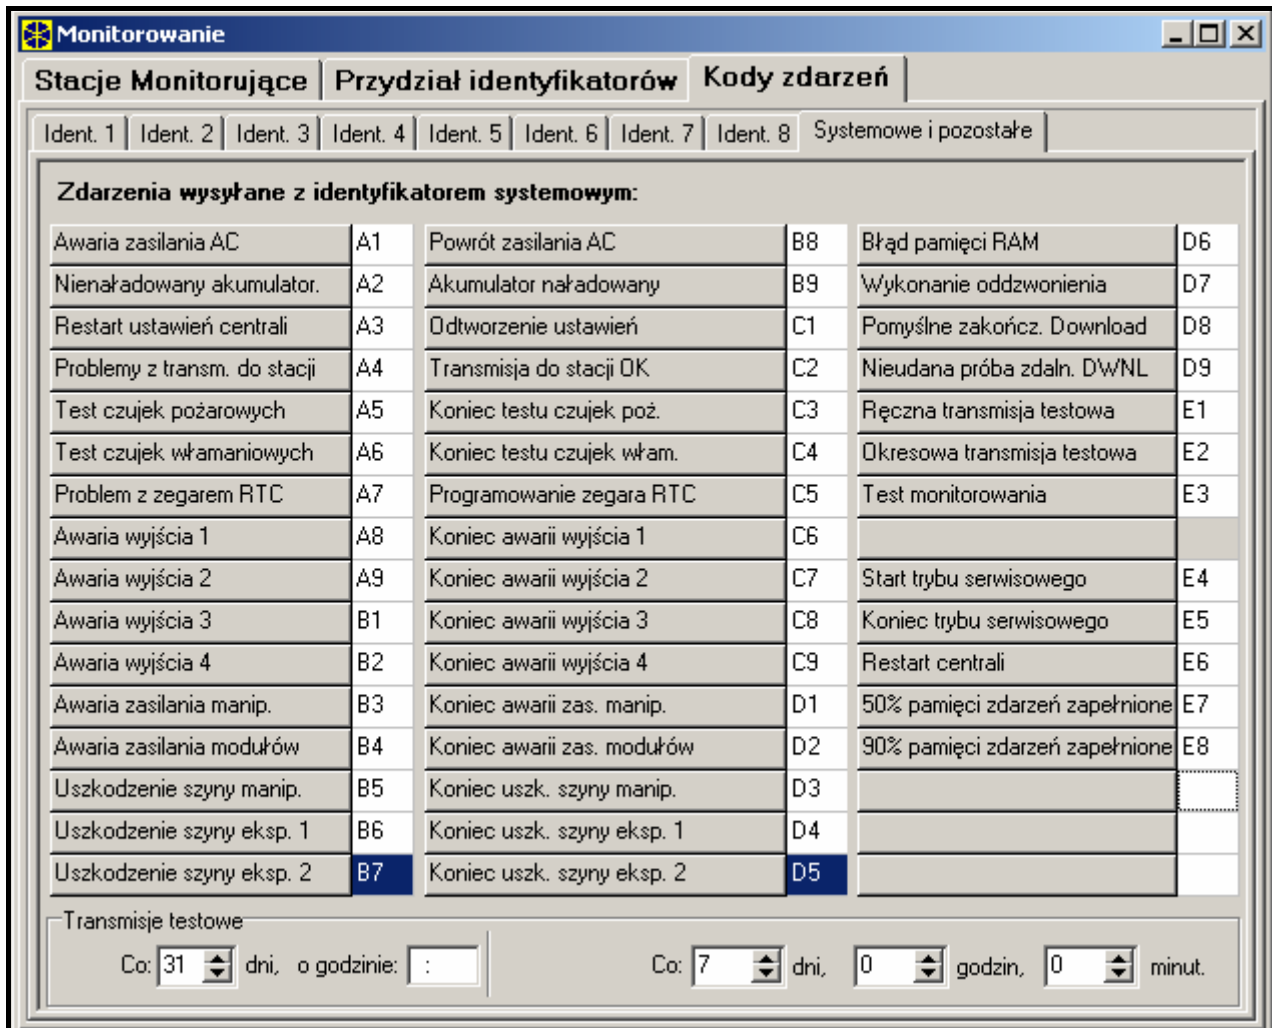 Monitorowanie
Stacje Monitorujące Przydział identyfikatorów Kody zdarzeń
Ident. 1 Ident. 2 Ident. 3 Ident. 4 Ident. 5 Ident. 6 Ident. 7 Ident. 8 Systemowe i pozostałe
Zdarzenia wysyłane z identyfikatorem systemowym:
Awaria zasilania AC A1 Powrót zasilania AC B8 Błąd pamięci RAM D6
Nienaładowany akumulator. A2 Akumulator naładowany B9 Wykonanie oddzwonienia D7
Restart ustawień centrali A3 Odtworzenie ustawień C1 Pomyślne zakończ. Download D8
Problemy z transm. do stacji A4 Transmisja do stacji OK C2 Nieudana próba zdaln. DWNL D9
Test czujek pożarowych A5 Koniec testu czujek poż. C3 Ręczna transmisja testowa E1
Test czujek włamaniowych A6 Koniec testu czujek włam. C4 Okresowa transmisja testowa E2
Problem z zegarem RTC A7 Programowanie zegara RTC C5 Test monitorowania E3
Awaria wyjścia 1 A8 Koniec awarii wyjścia 1 C6
Awaria wyjścia 2 A9 Koniec awarii wyjścia 2 C7 Start trybu serwisowego E4
Awaria wyjścia 3 B1 Koniec awarii wyjścia 3 C8 Koniec trybu serwisowego E5
Awaria wyjścia 4 B2 Koniec awarii wyjścia 4 C9 Restart centrali E6
Awaria zasilania manip. B3 Koniec awarii zas. manip. D1 50% pamięci zdarzeń zapełnione E7
Awaria zasilania modułów B4 Koniec awarii zas. modułów D2 90% pamięci zdarzeń zapełnione E8
Uszkodzenie szyny manip. B5 Koniec uszk. szyny manip. D3
Uszkodzenie szyny eksp. 1 B6 Koniec uszk. szyny eksp. 1 D4
Uszkodzenie szyny eksp. 2 B7 Koniec uszk. szyny eksp. 2 D5
Transmisje testowe
Co: 31 dni, o godzinie: : Co: 7 dni, 0 godzin, 0 minut.